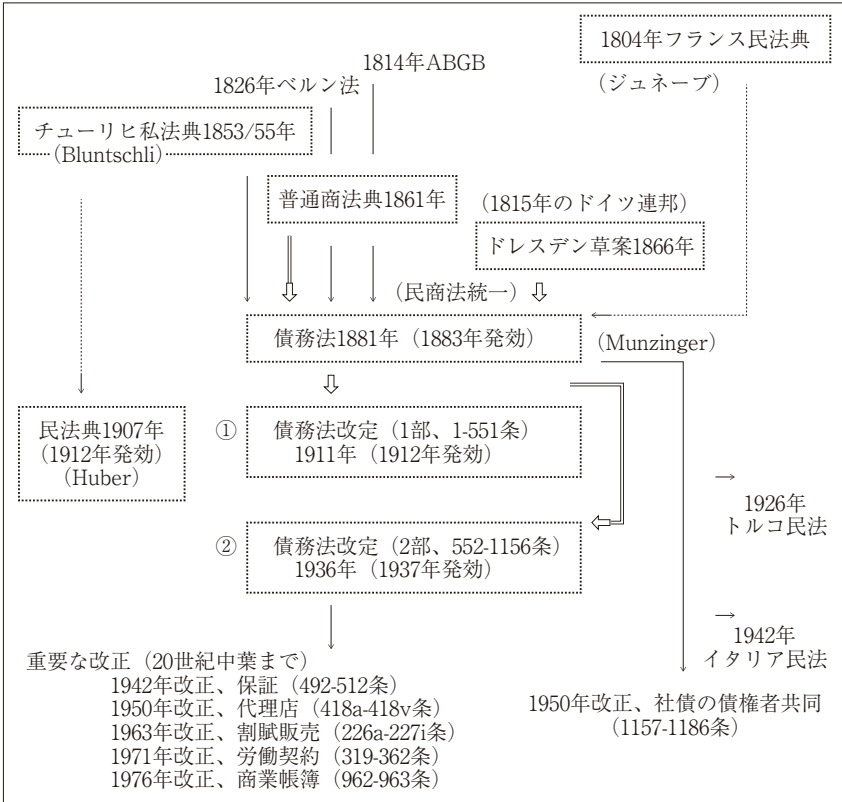 1804年フランス民法典
1814年ABGB
(ジュネーブ)
1826年ベルン法
チューリヒ私法典1853/55年
(Bluntschli)
普通商法典1861年
(1815年のドイツ連邦)
ドレスデン草案1866年
(民商法統一)
債務法1881年(1883年発効)
(Munzinger)
民法典1907年
(1912年発効)
(Huber)
① 債務法改定(1部、1-551条)
1911年(1912年発効)
1926年
トルコ民法
② 債務法改定(2部、552-1156条)
1936年(1937年発効)
1942年
イタリア民法
重要な改正(20世紀中葉まで)
1942年改正、保証(492-512条)
1950年改正、代理店(418a-418v条)
1963年改正、割賦販売(226a-227i条)
1971年改正、労働契約(319-362条)
1976年改正、商業帳簿(962-963条)
1950年改正、社債の債権者共同
(1157-1186条)